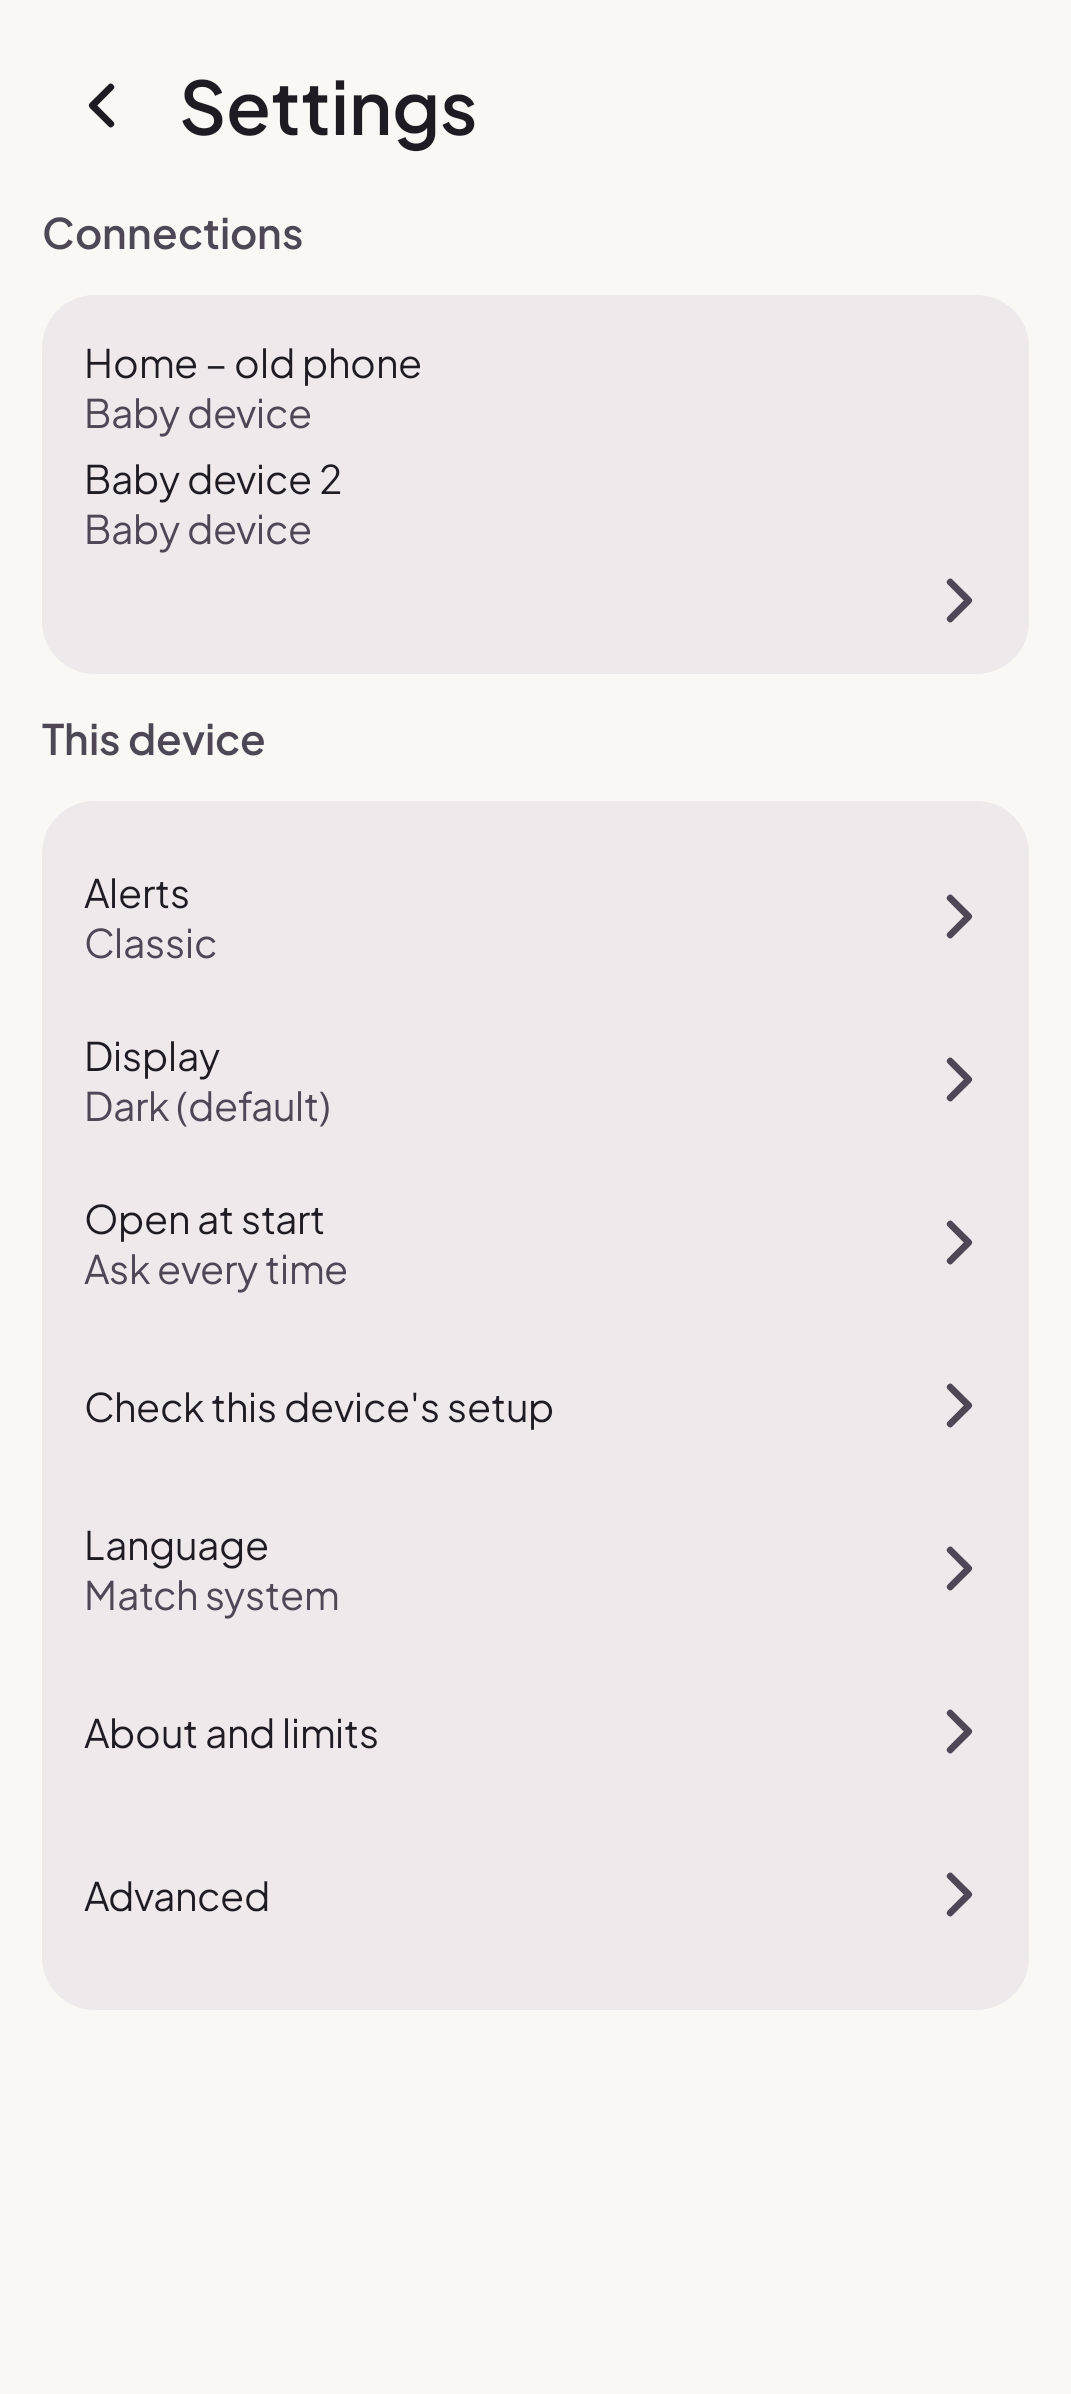 Settings
Connections
Home – old phone
Baby device
Baby device 2
Baby device
This device
Alerts
Classic
Display
Dark (default)
Open at start
Ask every time
Check this device's setup
Language
Match system
About and limits
Advanced